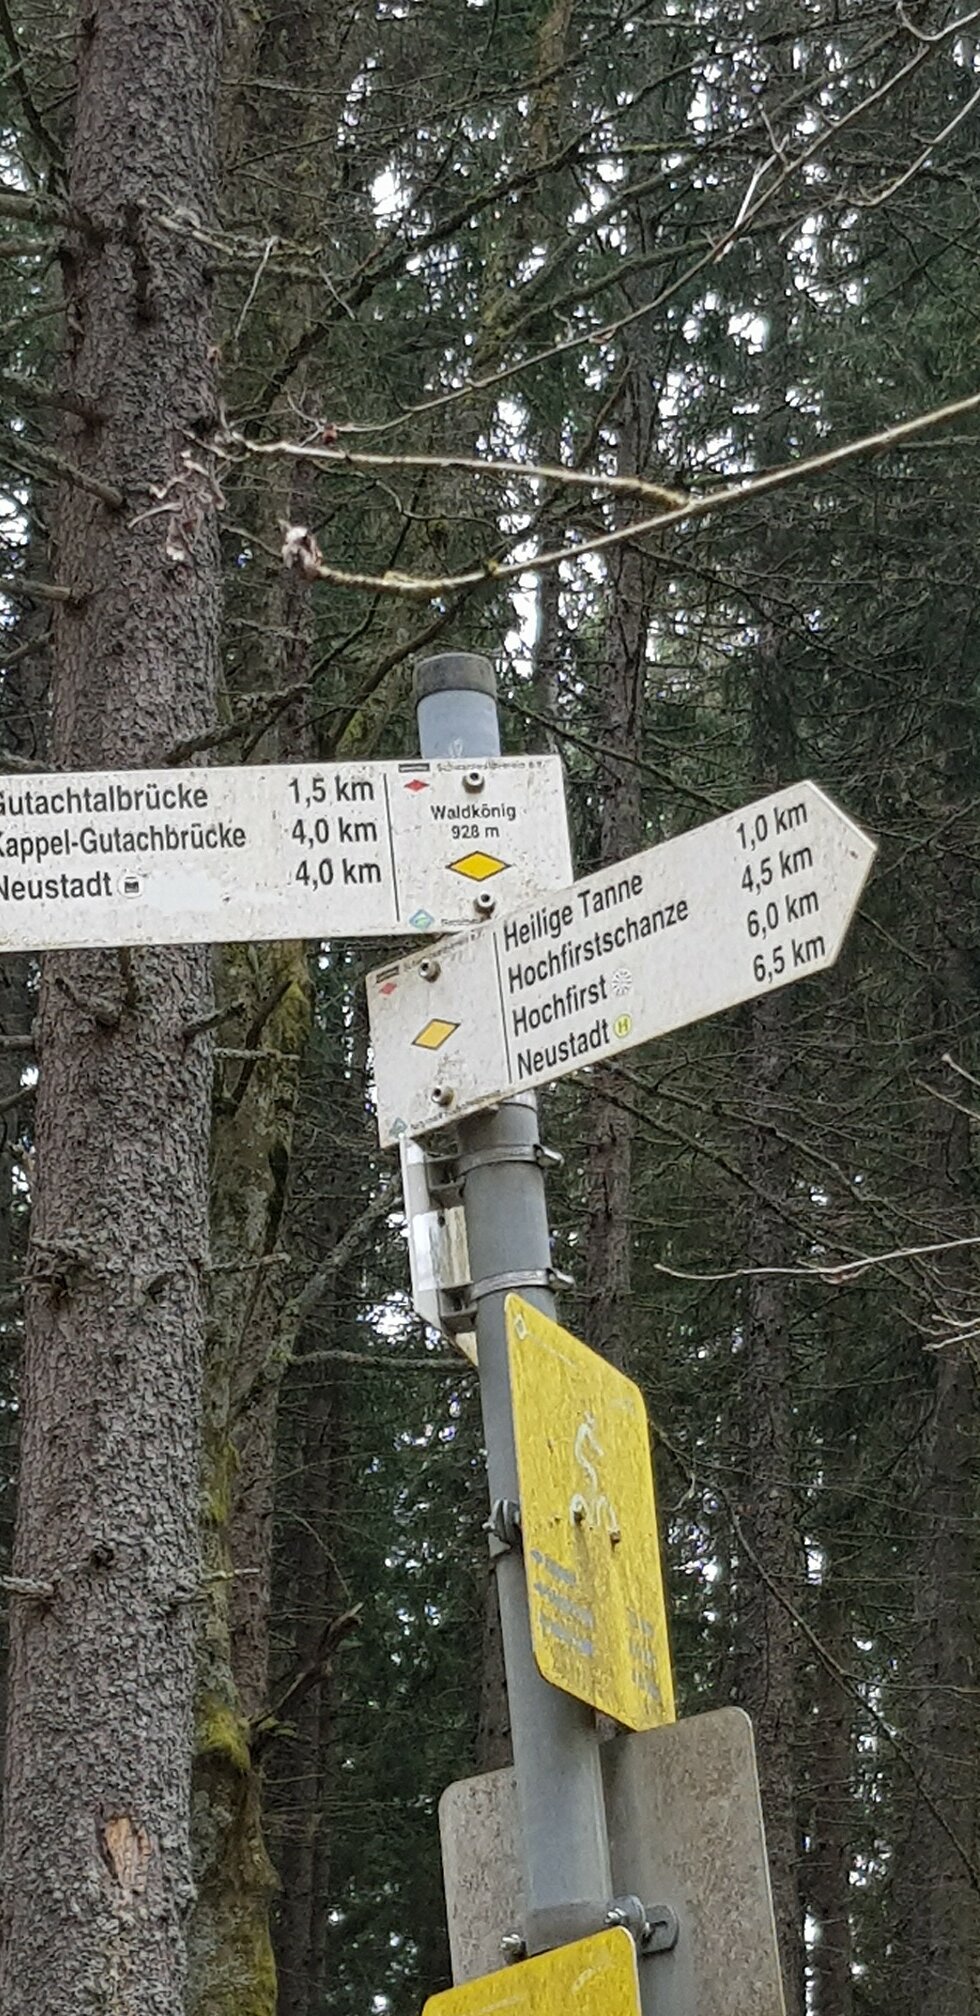 Gutachtalbrücke 1,5 km
Kappel-Gutachbrücke 4,0 km
Neustadt 4,0 km
Schwarzwaldverein e.V.
Waldkönig
928 m
Heilige Tanne 1,0 km
Hochfirstschanze 4,5 km
Hochfirst 6,0 km
Neustadt H 6,5 km